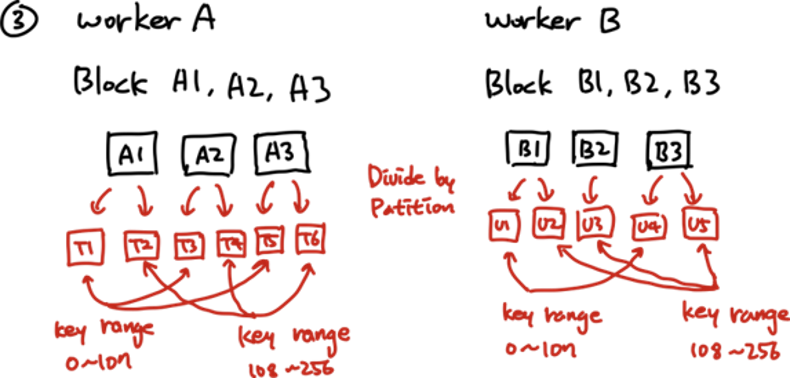 ③ worker A
Block A1, A2, A3
A1 A2 A3
T1 T2 T3 T4 T5 T6
key range
0~107
key range
108~256
Divide by
Patition
worker B
Block B1, B2, B3
B1 B2 B3
U1 U2 U3 U4 U5
key range
0~107
key range
108~256